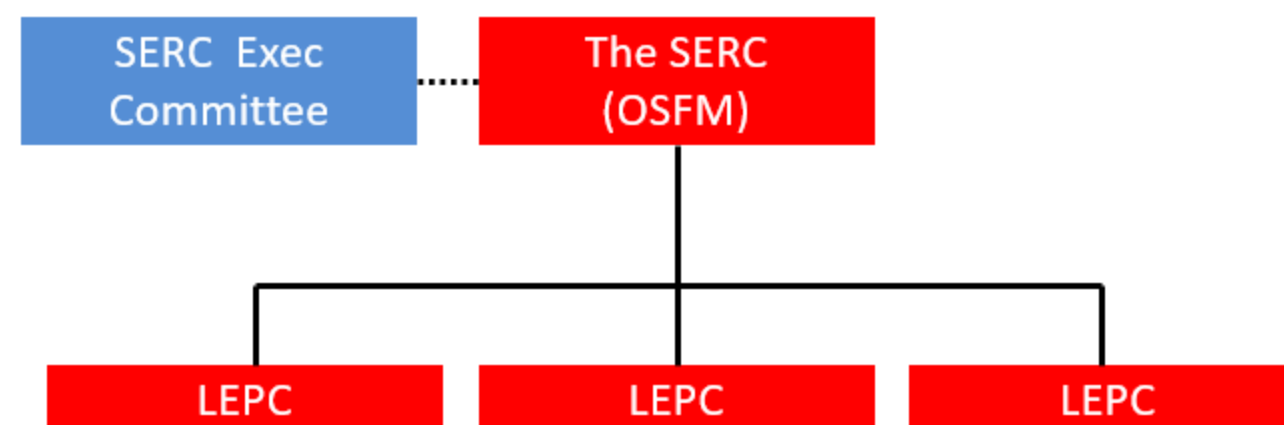 SERC Exec
Committee
The SERC
(OSFM)
LEPC
LEPC
LEPC